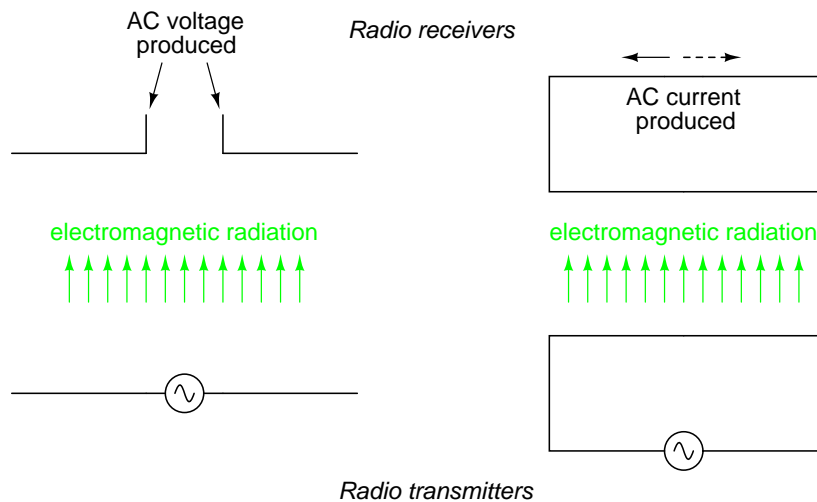 AC voltage
produced
Radio receivers
AC current
produced
electromagnetic radiation
electromagnetic radiation
Radio transmitters